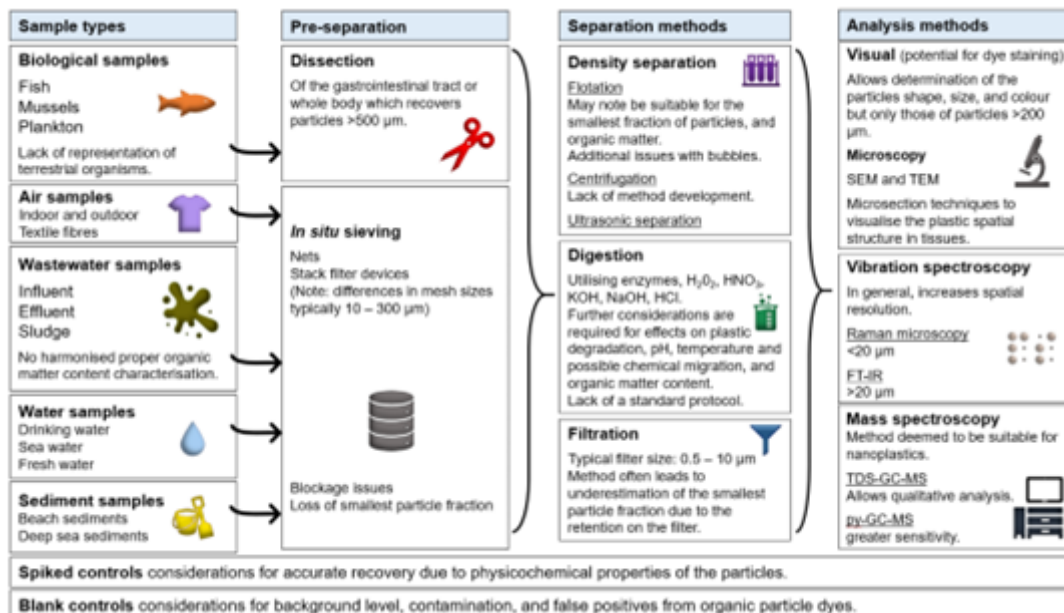 Sample types
Biological samples
Fish
Mussels
Plankton
Lack of representation of
terrestrial organisms.
Air samples
Indoor and outdoor
Textile fibres
Wastewater samples
Influent
Effluent
Sludge
No harmonised proper organic
matter content characterisation.
Water samples
Drinking water
Sea water
Fresh water
Sediment samples
Beach sediments
Deep sea sediments
Pre-separation
Dissection
Of the gastrointestinal tract or
whole body which recovers
particles >500 μm.
In situ sieving
Nets
Stack filter devices
(Note: differences in mesh sizes
typically 10 – 300 μm)
Blockage issues
Loss of smallest particle fraction
Separation methods
Density separation
Flotation
May note be suitable for the
smallest fraction of particles, and
organic matter.
Additional issues with bubbles.
Centrifugation
Lack of method development.
Ultrasonic separation
Digestion
Utilising enzymes, H₂0₂, HNO₃,
KOH, NaOH, HCl.
Further considerations are
required for effects on plastic
degradation, pH, temperature and
possible chemical migration, and
organic matter content.
Lack of a standard protocol.
Filtration
Typical filter size: 0.5 – 10 μm
Method often leads to
underestimation of the smallest
particle fraction due to the
retention on the filter.
Analysis methods
Visual (potential for dye staining)
Allows determination of the
particles shape, size, and colour
but only those of particles >200
μm.
Microscopy
SEM and TEM
Microsection techniques to
visualise the plastic spatial
structure in tissues.
Vibration spectroscopy
In general, increases spatial
resolution.
Raman microscopy
<20 μm
FT-IR
>20 μm
Mass spectroscopy
Method deemed to be suitable for
nanoplastics.
TDS-GC-MS
Allows qualitative analysis.
py-GC-MS
greater sensitivity.
Spiked controls considerations for accurate recovery due to physicochemical properties of the particles.
Blank controls considerations for background level, contamination, and false positives from organic particle dyes.